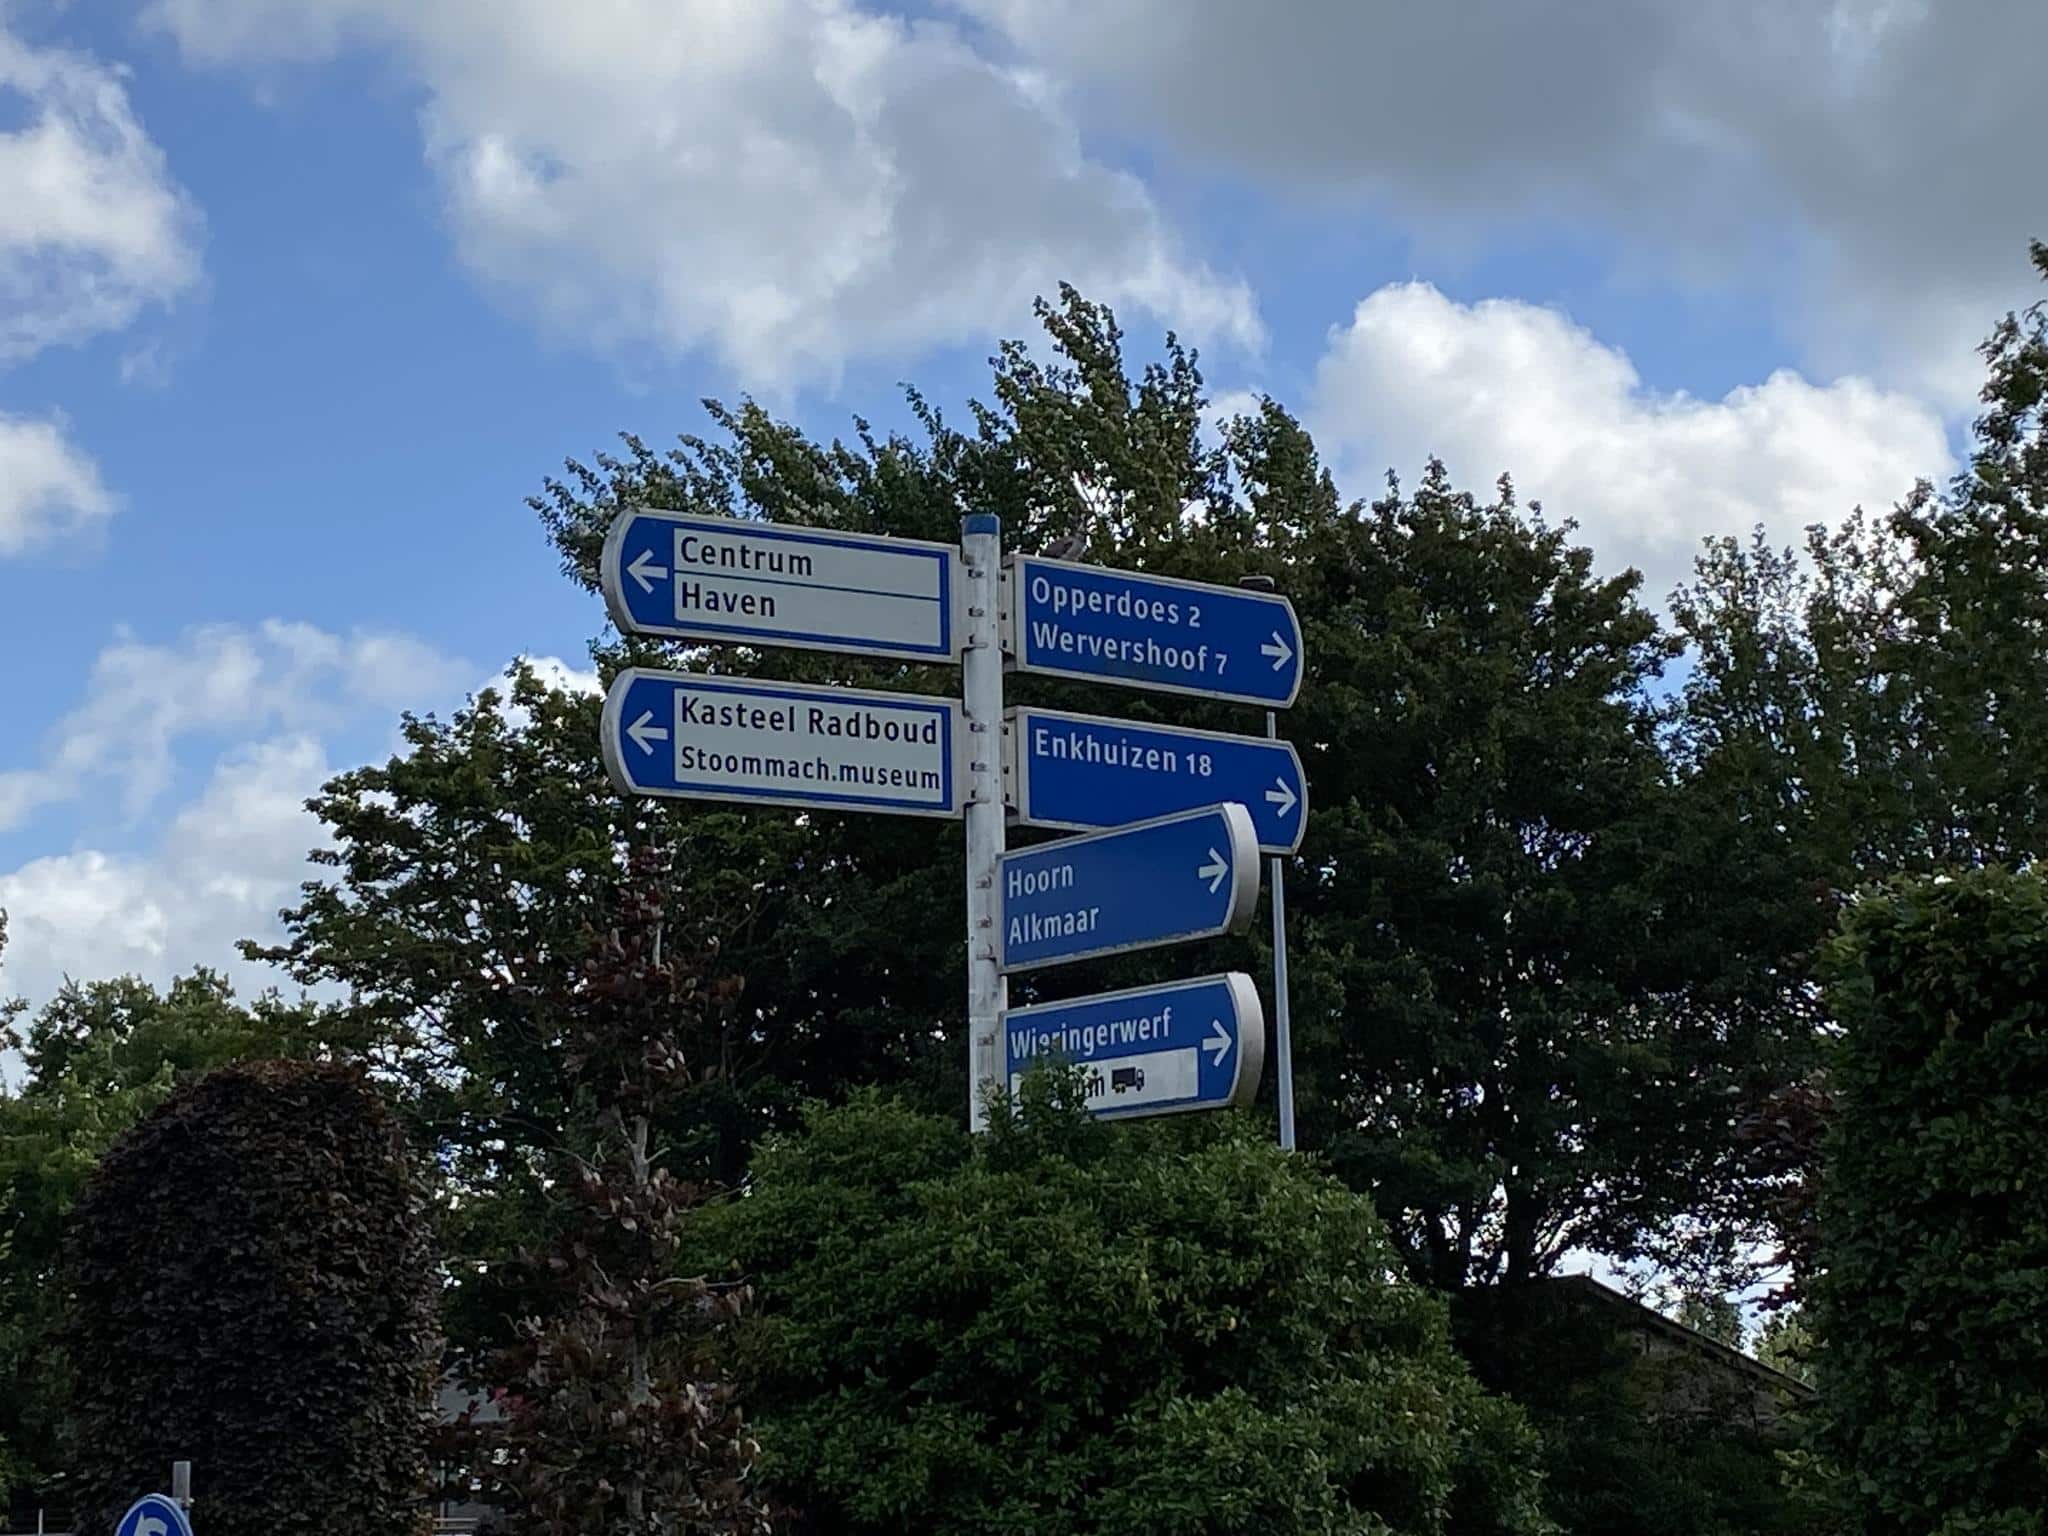 Centrum
Haven
Kasteel Radboud
Stoommach.museum
Opperdoes 2
Wervershoof 7
Enkhuizen 18
Hoorn
Alkmaar
Wieringerwerf